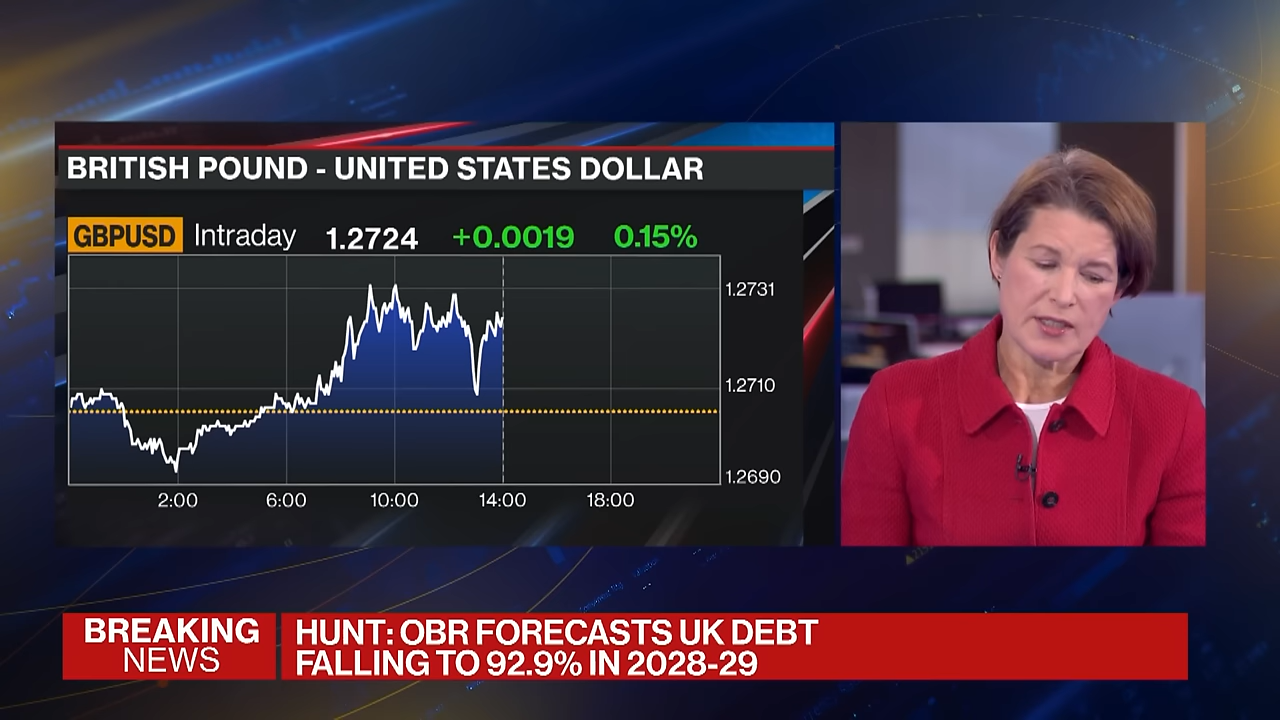 BRITISH POUND - UNITED STATES DOLLAR
GBPUSD Intraday 1.2724 +0.0019 0.15%
1.2731
1.2710
1.2690
2:00 6:00 10:00 14:00 18:00
BREAKING
NEWS
HUNT: OBR FORECASTS UK DEBT
FALLING TO 92.9% IN 2028-29